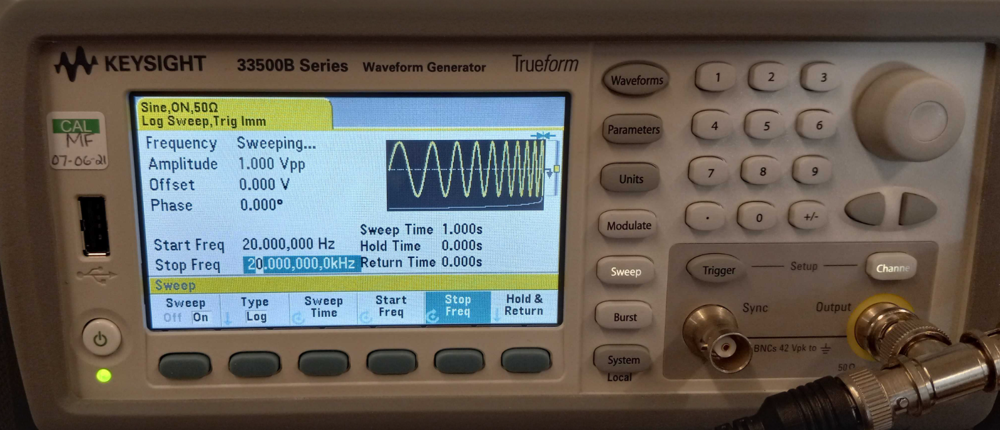 KEYSIGHT 33500B Series Waveform Generator Trueform
CAL
MF
07-06-21
Sine,ON,50Ω
Log Sweep,Trig Imm
Frequency Sweeping...
Amplitude 1.000 Vpp
Offset 0.000 V
Phase 0.000°
Sweep Time 1.000s
Start Freq 20.000,000 Hz
Hold Time 0.000s
Stop Freq 20.000,000,0kHz
Return Time 0.000s
Sweep
Sweep Off On
Type Log
Sweep Time
Start Freq
Stop Freq
Hold & Return
Waveforms
Parameters
Units
Modulate
Sweep
Burst
System
Local
1 2 3
4 5 6
7 8 9
. 0 +/-
Trigger Setup Channe
Sync Output
BNCs 42 Vpk to
50Ω